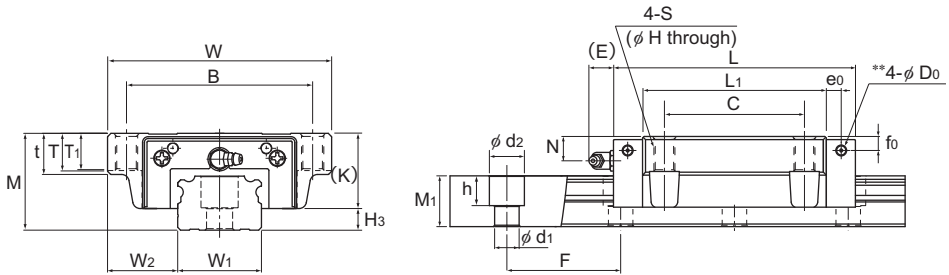 W
B
t
T
T1
M
(K)
H3
W2
W1
4-S
(φ H through)
(E)
L
L1
e0
**4-φ D0
C
N
f0
φ d2
h
M1
φ d1
F